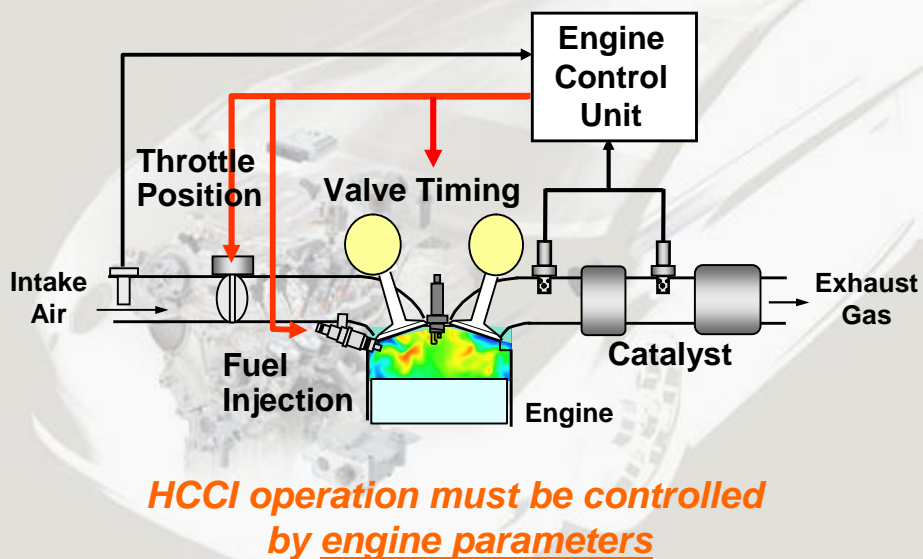 Engine
Control
Unit
Throttle
Position
Valve Timing
Intake
Air
Exhaust
Gas
Catalyst
Fuel
Injection
Engine
HCCI operation must be controlled
by engine parameters